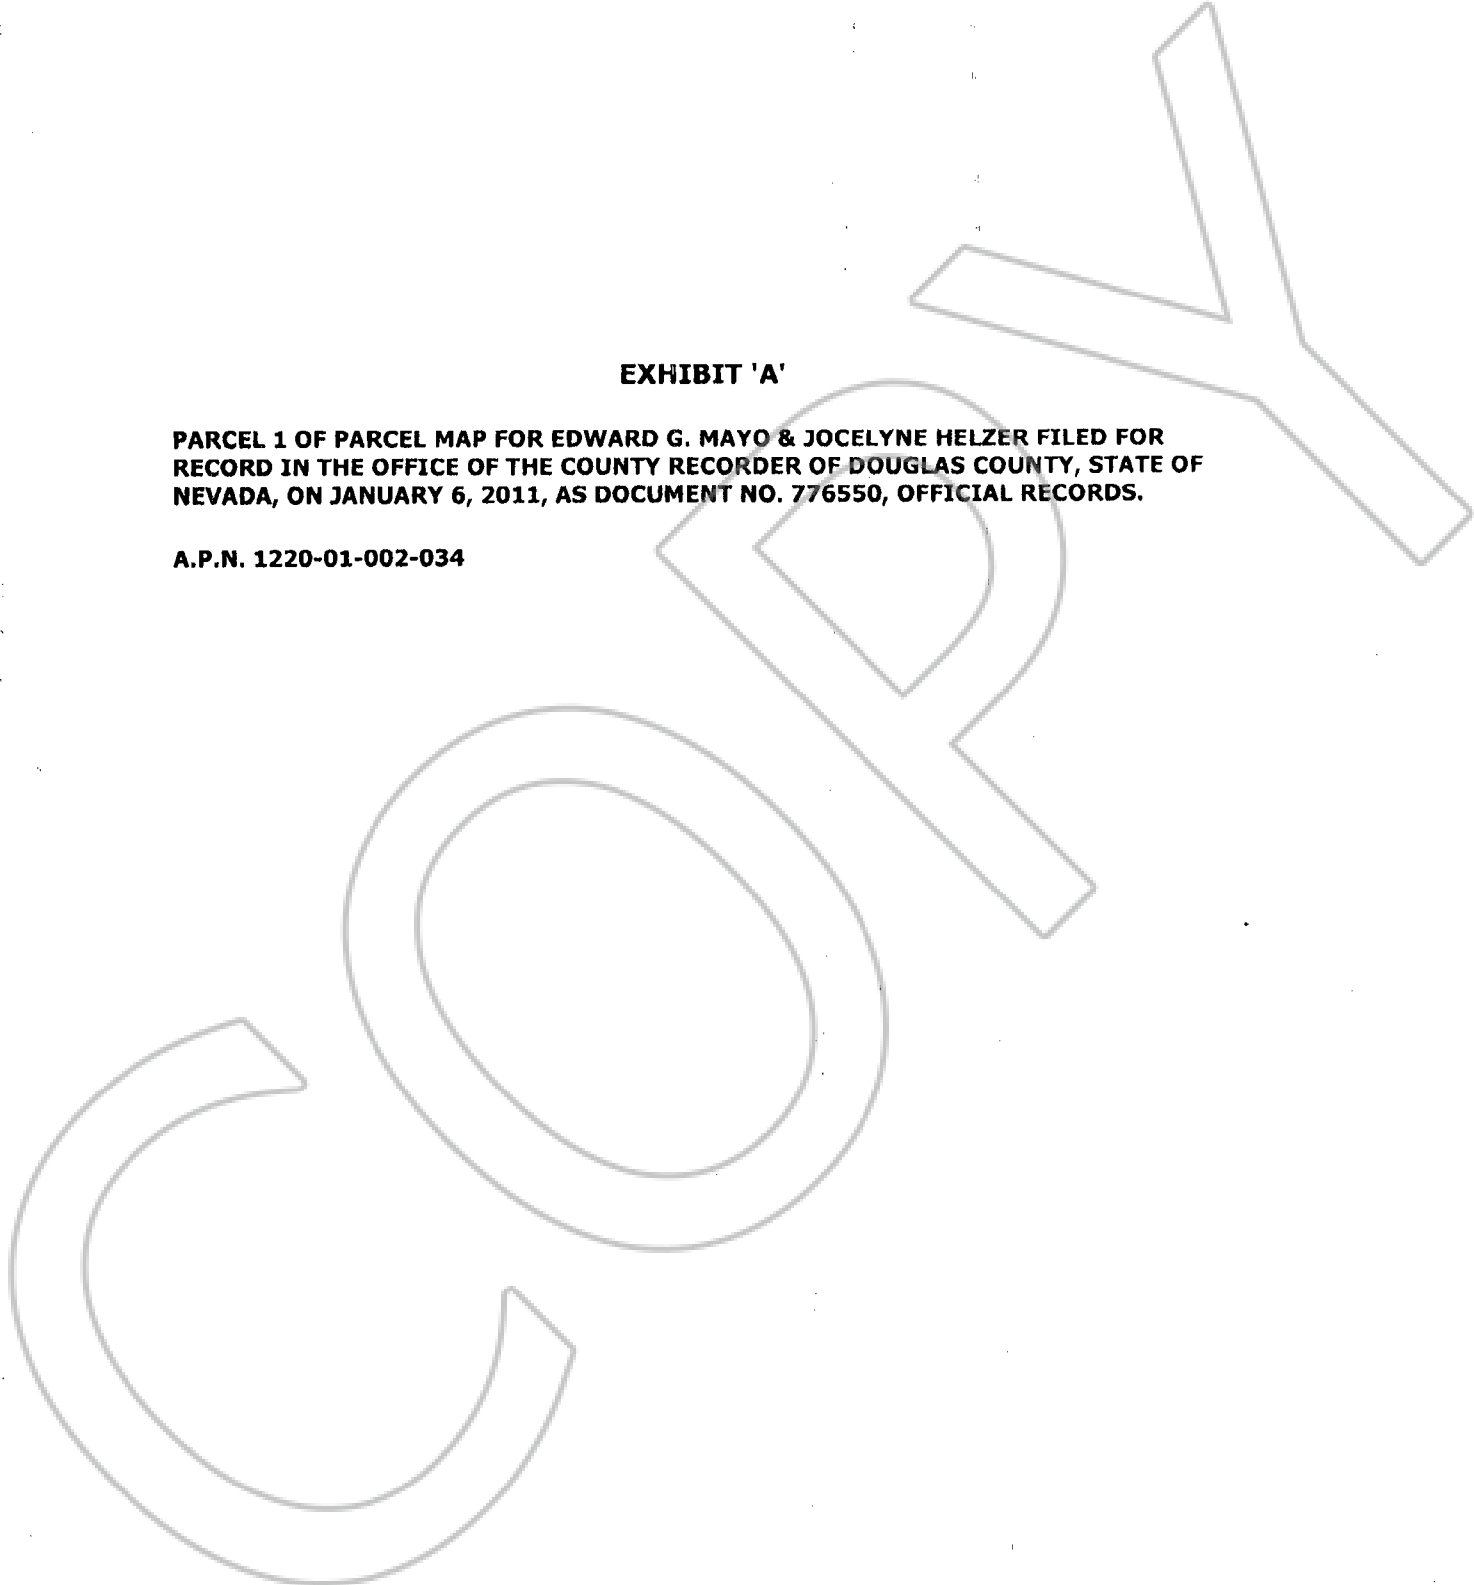 EXHIBIT 'A'
PARCEL 1 OF PARCEL MAP FOR EDWARD G. MAYO & JOCELYNE HELZER FILED FOR
RECORD IN THE OFFICE OF THE COUNTY RECORDER OF DOUGLAS COUNTY, STATE OF
NEVADA, ON JANUARY 6, 2011, AS DOCUMENT NO. 776550, OFFICIAL RECORDS.
A.P.N. 1220-01-002-034
COPY